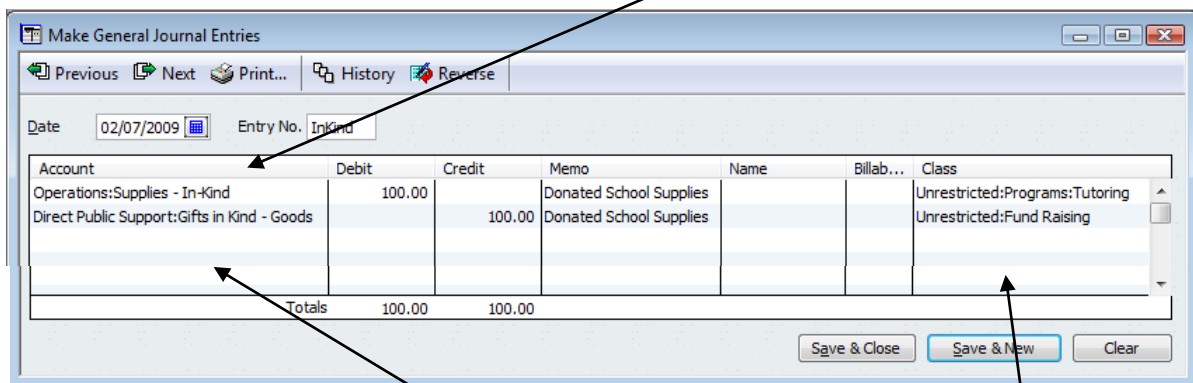 Make General Journal Entries
Previous Next Print... History Reverse
Date 02/07/2009 Entry No. InKind
Account Debit Credit Memo Name Billab... Class
Operations:Supplies - In-Kind 100.00 Donated School Supplies Unrestricted:Programs:Tutoring
Direct Public Support:Gifts in Kind - Goods 100.00 Donated School Supplies Unrestricted:Fund Raising
Totals 100.00 100.00
Save & Close Save & New Clear